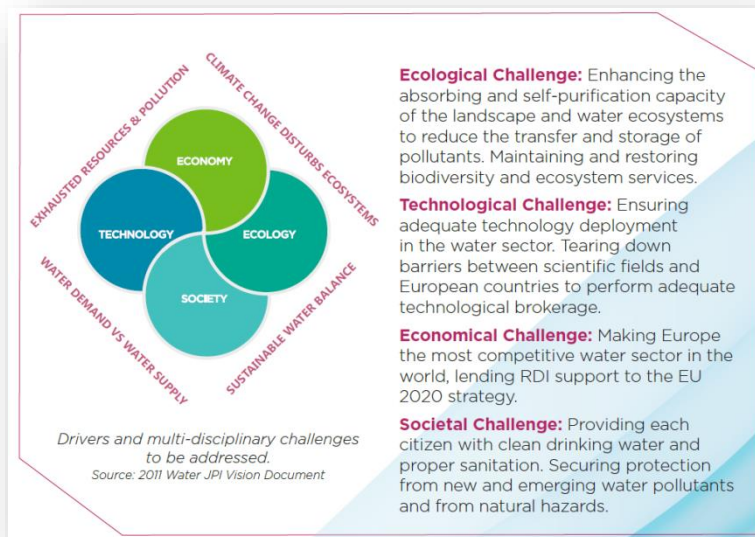 EXHAUSTED RESOURCES & POLLUTION
CLIMATE CHANGE DISTURBS ECOSYSTEMS
ECONOMY
TECHNOLOGY
ECOLOGY
SOCIETY
WATER DEMAND VS WATER SUPPLY
SUSTAINABLE WATER BALANCE
Drivers and multi-disciplinary challenges
to be addressed.
Source: 2011 Water JPI Vision Document
Ecological Challenge: Enhancing the
absorbing and self-purification capacity
of the landscape and water ecosystems
to reduce the transfer and storage of
pollutants. Maintaining and restoring
biodiversity and ecosystem services.
Technological Challenge: Ensuring
adequate technology deployment
in the water sector. Tearing down
barriers between scientific fields and
European countries to perform adequate
technological brokerage.
Economical Challenge: Making Europe
the most competitive water sector in the
world, lending RDI support to the EU
2020 strategy.
Societal Challenge: Providing each
citizen with clean drinking water and
proper sanitation. Securing protection
from new and emerging water pollutants
and from natural hazards.